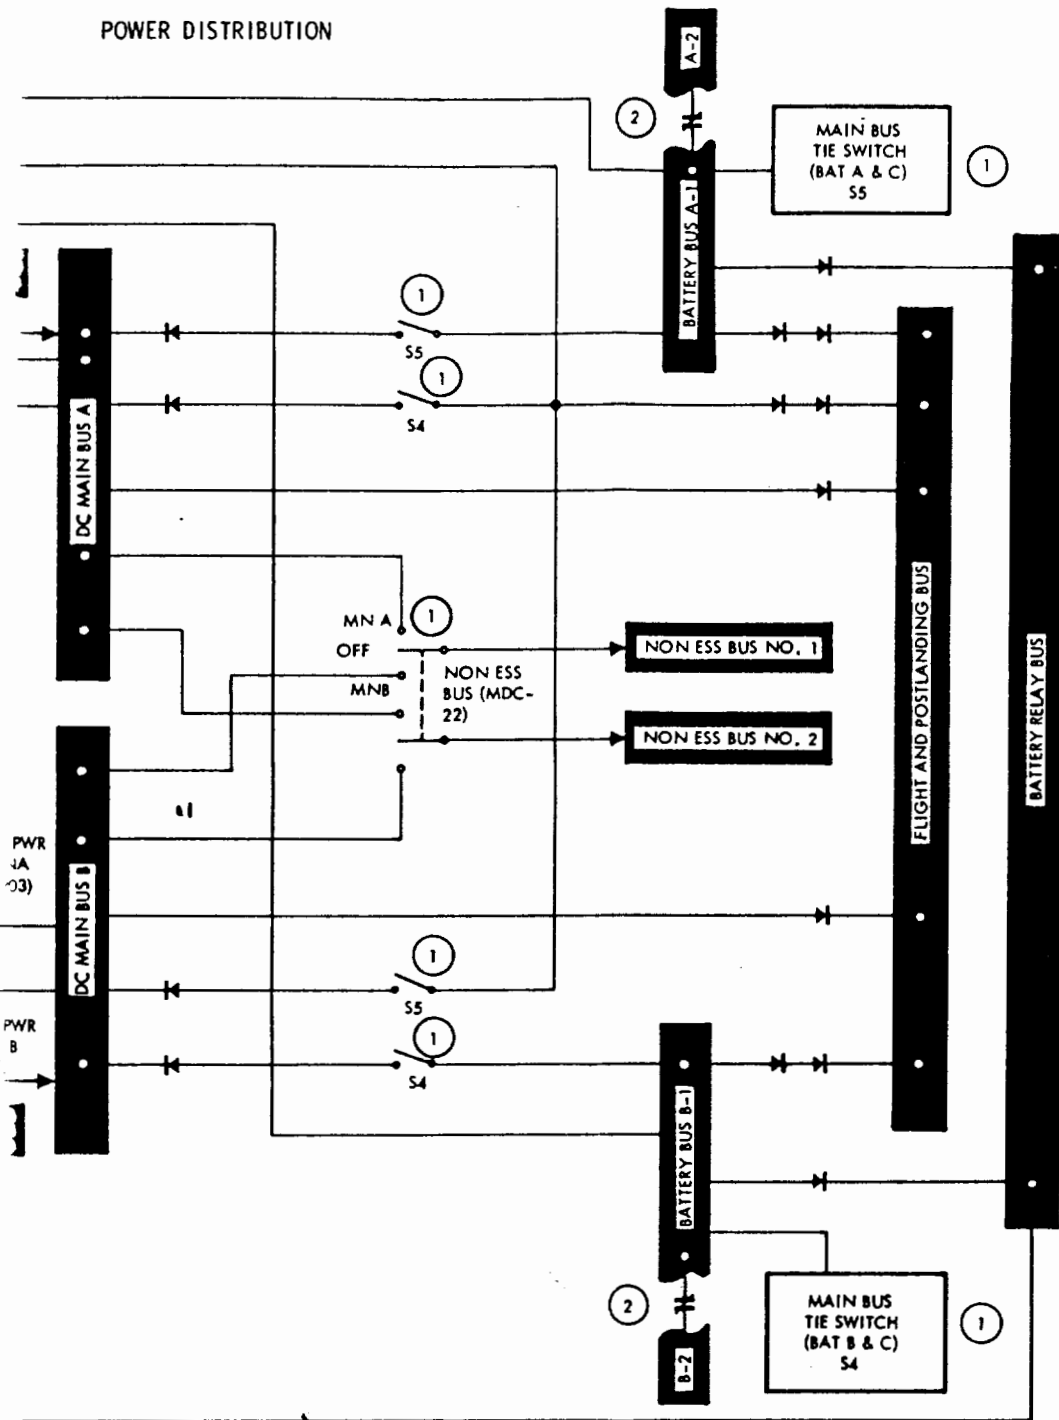 POWER DISTRIBUTION
A-2
2
MAIN BUS
TIE SWITCH
(BAT A & C)
S5
1
BATTERY BUS A-1
1
S5
1
S4
DC MAIN BUS A
MN A
1
OFF
MNB
NON ESS
BUS (MDC-
22)
NON ESS BUS NO. 1
NON ESS BUS NO. 2
FLIGHT AND POSTLANDING BUS
BATTERY RELAY BUS
PWR
DC MAIN BUS B
1
S5
PWR
B
1
S4
BATTERY BUS B-1
2
B-2
MAIN BUS
TIE SWITCH
(BAT B & C)
S4
1